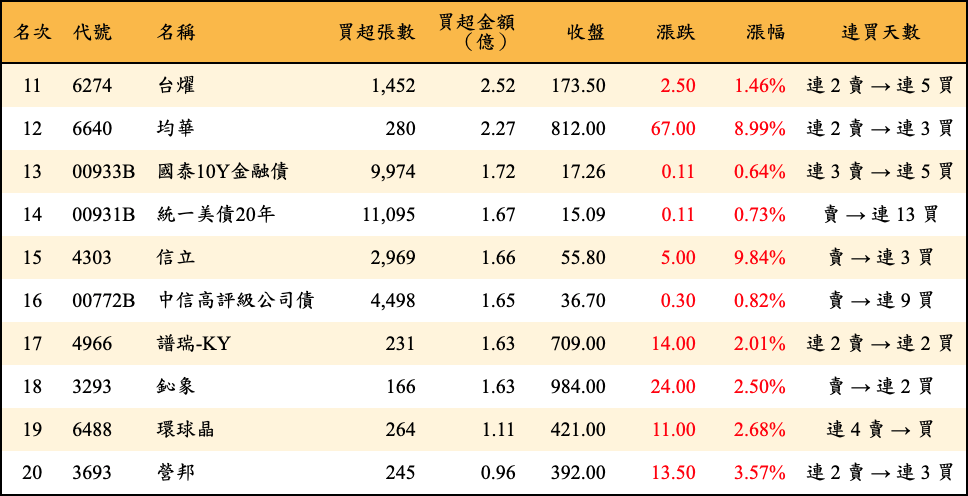 名次 代號 名稱 買超張數 買超金額（億） 收盤 漲跌 漲幅 連買天數
11 6274 台燿 1,452 2.52 173.50 2.50 1.46% 連 2 賣 → 連 5 買
12 6640 均華 280 2.27 812.00 67.00 8.99% 連 2 賣 → 連 3 買
13 00933B 國泰10Y金融債 9,974 1.72 17.26 0.11 0.64% 連 3 賣 → 連 5 買
14 00931B 統一美債20年 11,095 1.67 15.09 0.11 0.73% 賣 → 連 13 買
15 4303 信立 2,969 1.66 55.80 5.00 9.84% 賣 → 連 3 買
16 00772B 中信高評級公司債 4,498 1.65 36.70 0.30 0.82% 賣 → 連 9 買
17 4966 譜瑞-KY 231 1.63 709.00 14.00 2.01% 連 2 賣 → 連 2 買
18 3293 鈊象 166 1.63 984.00 24.00 2.50% 賣 → 連 2 買
19 6488 環球晶 264 1.11 421.00 11.00 2.68% 連 4 賣 → 買
20 3693 營邦 245 0.96 392.00 13.50 3.57% 連 2 賣 → 連 3 買